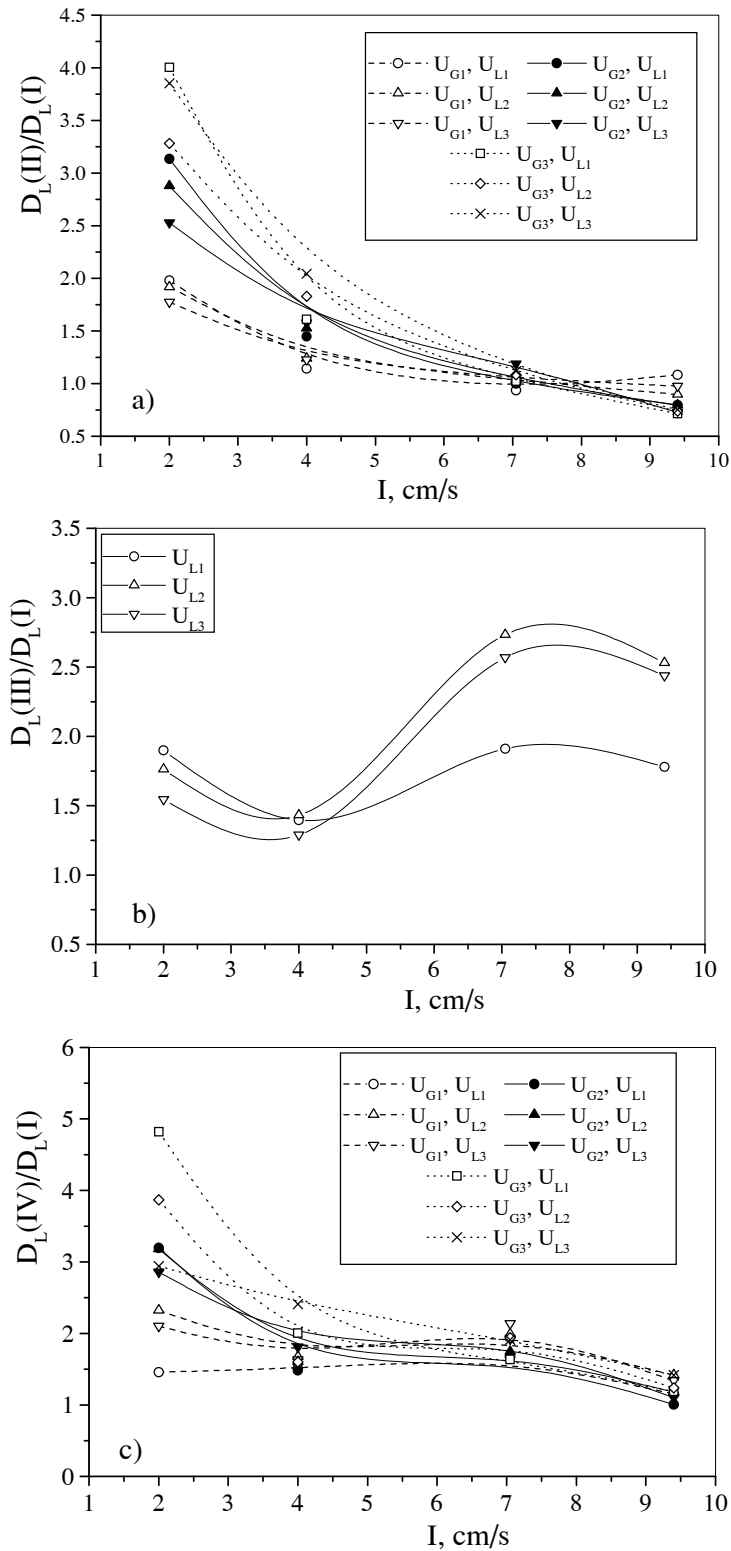 4.5
4.0
3.5
3.0
2.5
2.0
1.5
1.0
0.5
D_L(II)/D_L(I)
U_G1, U_L1 U_G2, U_L1
U_G1, U_L2 U_G2, U_L2
U_G1, U_L3 U_G2, U_L3
U_G3, U_L1
U_G3, U_L2
U_G3, U_L3
a)
1 2 3 4 5 6 7 8 9 10
I, cm/s
3.5
3.0
2.5
2.0
1.5
1.0
0.5
D_L(III)/D_L(I)
U_L1
U_L2
U_L3
b)
1 2 3 4 5 6 7 8 9 10
I, cm/s
6
5
4
3
2
1
0
D_L(IV)/D_L(I)
U_G1, U_L1 U_G2, U_L1
U_G1, U_L2 U_G2, U_L2
U_G1, U_L3 U_G2, U_L3
U_G3, U_L1
U_G3, U_L2
U_G3, U_L3
c)
1 2 3 4 5 6 7 8 9 10
I, cm/s